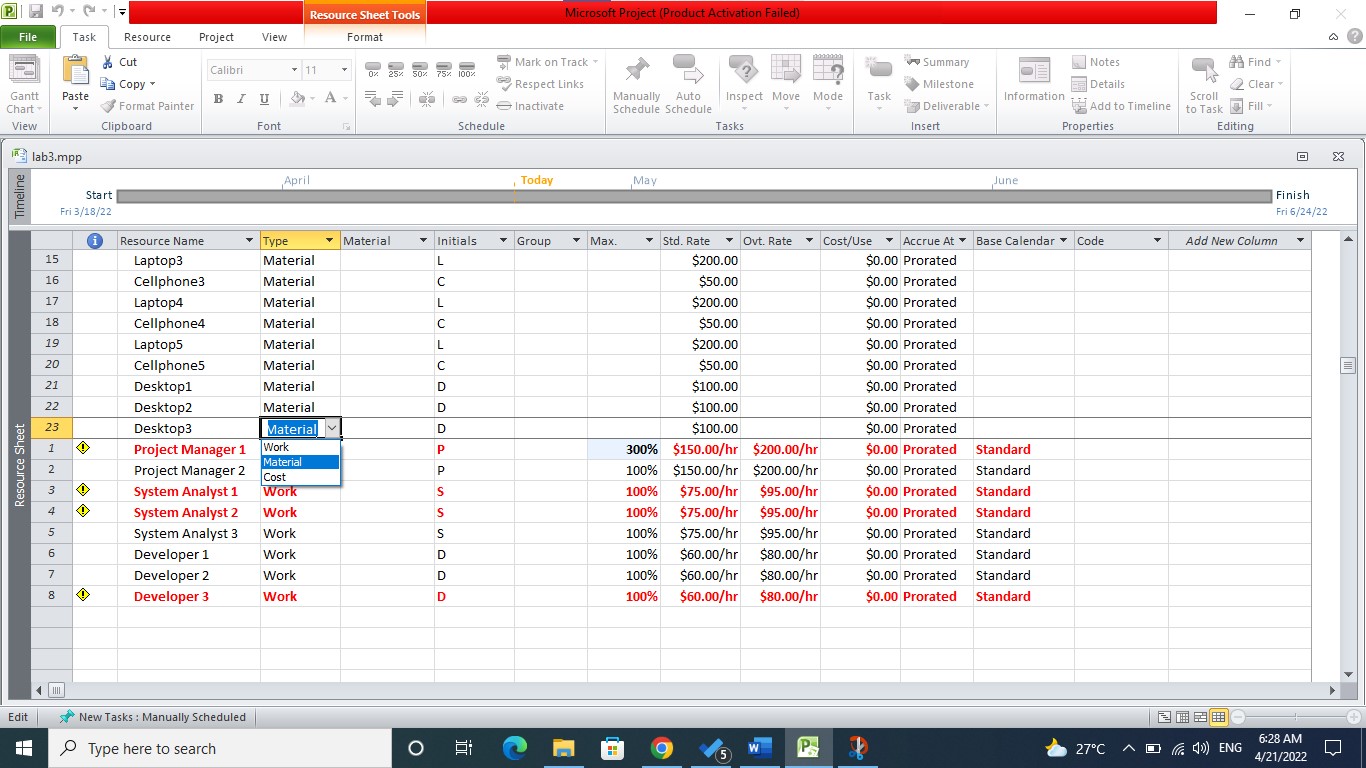 Resource Sheet Tools
Microsoft Project (Product Activation Failed)
File Task Resource Project View Format
Gantt Chart
View
Paste
Cut
Copy
Format Painter
Clipboard
Calibri 11
B I U A
Font
0% 25% 50% 75% 100%
Mark on Track
Respect Links
Inactivate
Schedule
Manually Schedule
Auto Schedule
Inspect
Move
Mode
Tasks
Task
Summary
Milestone
Deliverable
Insert
Information
Notes
Details
Add to Timeline
Properties
Scroll to Task
Find
Clear
Fill
Editing
lab3.mpp
Timeline
April Today May June
Start Finish
Fri 3/18/22 Fri 6/24/22
Resource Sheet
Resource Name Type Material Initials Group Max. Std. Rate Ovt. Rate Cost/Use Accrue At Base Calendar Code Add New Column
15 Laptop3 Material L $200.00 $0.00 Prorated
16 Cellphone3 Material C $50.00 $0.00 Prorated
17 Laptop4 Material L $200.00 $0.00 Prorated
18 Cellphone4 Material C $50.00 $0.00 Prorated
19 Laptop5 Material L $200.00 $0.00 Prorated
20 Cellphone5 Material C $50.00 $0.00 Prorated
21 Desktop1 Material D $100.00 $0.00 Prorated
22 Desktop2 Material D $100.00 $0.00 Prorated
23 Desktop3 Material D $100.00 $0.00 Prorated
Work
Material
Cost
1 Project Manager 1 P 300% $150.00/hr $200.00/hr $0.00 Prorated Standard
2 Project Manager 2 P 100% $150.00/hr $200.00/hr $0.00 Prorated Standard
3 System Analyst 1 Work S 100% $75.00/hr $95.00/hr $0.00 Prorated Standard
4 System Analyst 2 Work S 100% $75.00/hr $95.00/hr $0.00 Prorated Standard
5 System Analyst 3 Work S 100% $75.00/hr $95.00/hr $0.00 Prorated Standard
6 Developer 1 Work D 100% $60.00/hr $80.00/hr $0.00 Prorated Standard
7 Developer 2 Work D 100% $60.00/hr $80.00/hr $0.00 Prorated Standard
8 Developer 3 Work D 100% $60.00/hr $80.00/hr $0.00 Prorated Standard
Edit New Tasks : Manually Scheduled
Type here to search
5
27°C
ENG
6:28 AM
4/21/2022